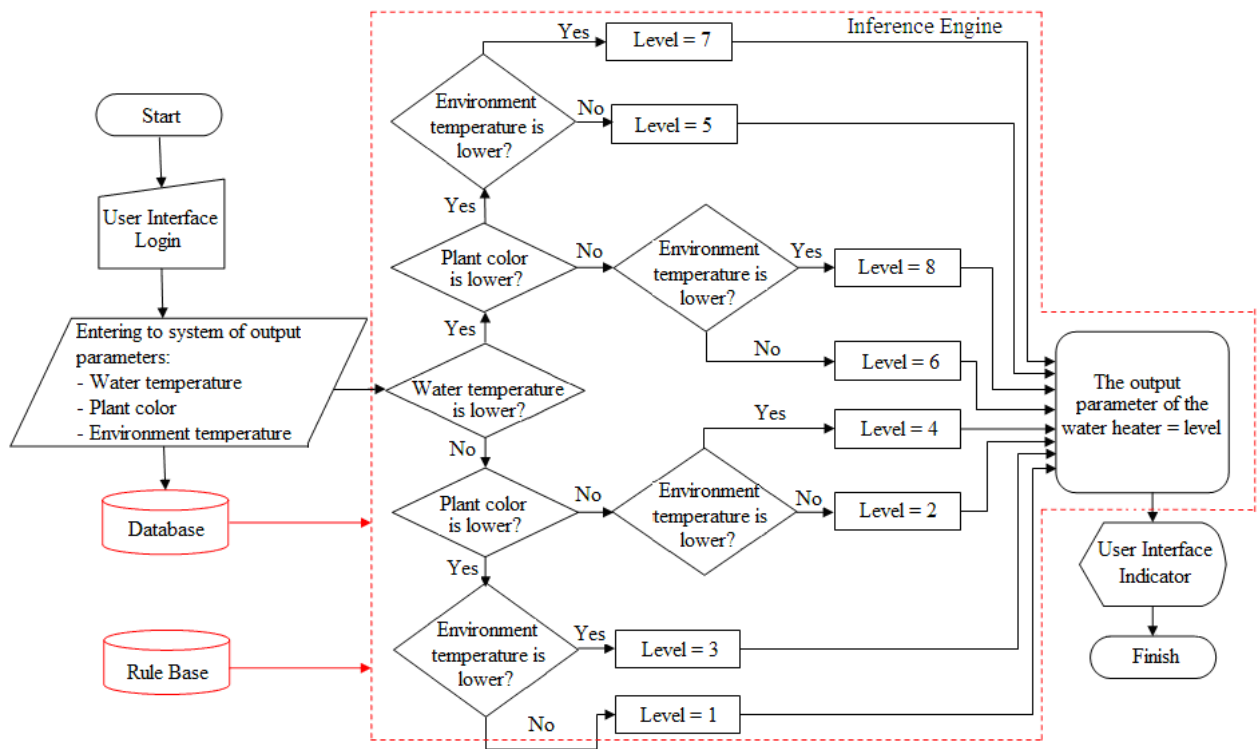 Inference Engine
Start
User Interface
Login
Entering to system of output
parameters:
- Water temperature
- Plant color
- Environment temperature
Database
Rule Base
Water temperature
is lower?
Yes
Plant color
is lower?
Yes
Environment
temperature is
lower?
Yes
Level = 7
No
Level = 5
No
Environment
temperature is
lower?
Yes
Level = 8
No
Level = 6
No
Plant color
is lower?
No
Environment
temperature is
lower?
Yes
Level = 4
No
Level = 2
Yes
Environment
temperature is
lower?
Yes
Level = 3
No
Level = 1
The output
parameter of the
water heater = level
User Interface
Indicator
Finish